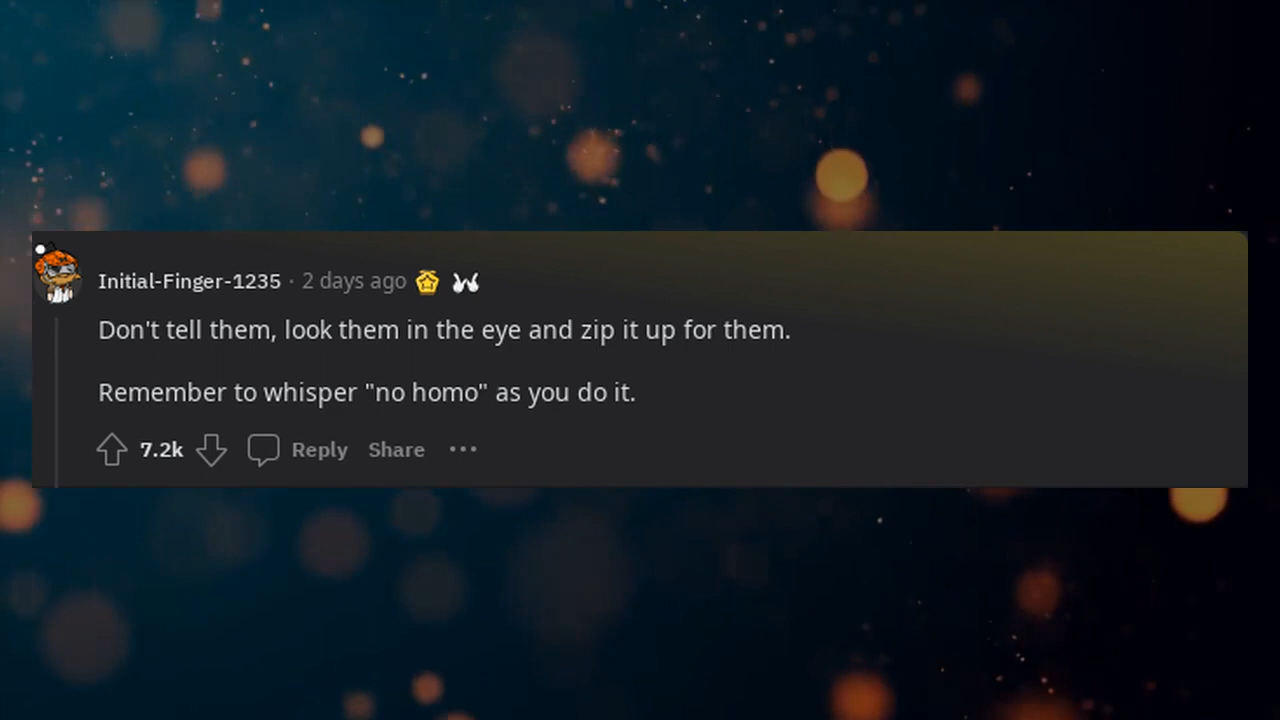 Initial-Finger-1235 · 2 days ago
Don't tell them, look them in the eye and zip it up for them.
Remember to whisper "no homo" as you do it.
7.2k Reply Share ...